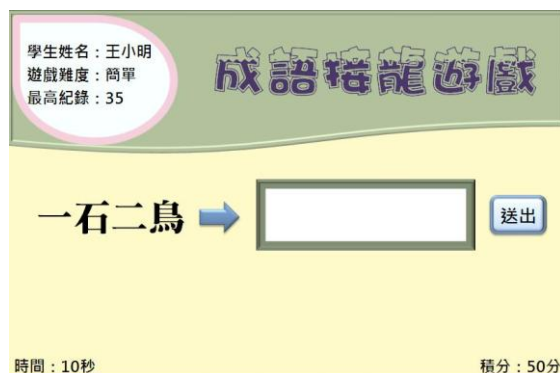 學生姓名：王小明
遊戲難度：簡單
最高紀錄：35
成語接龍遊戲
一石二鳥
送出
時間：10秒
積分：50分